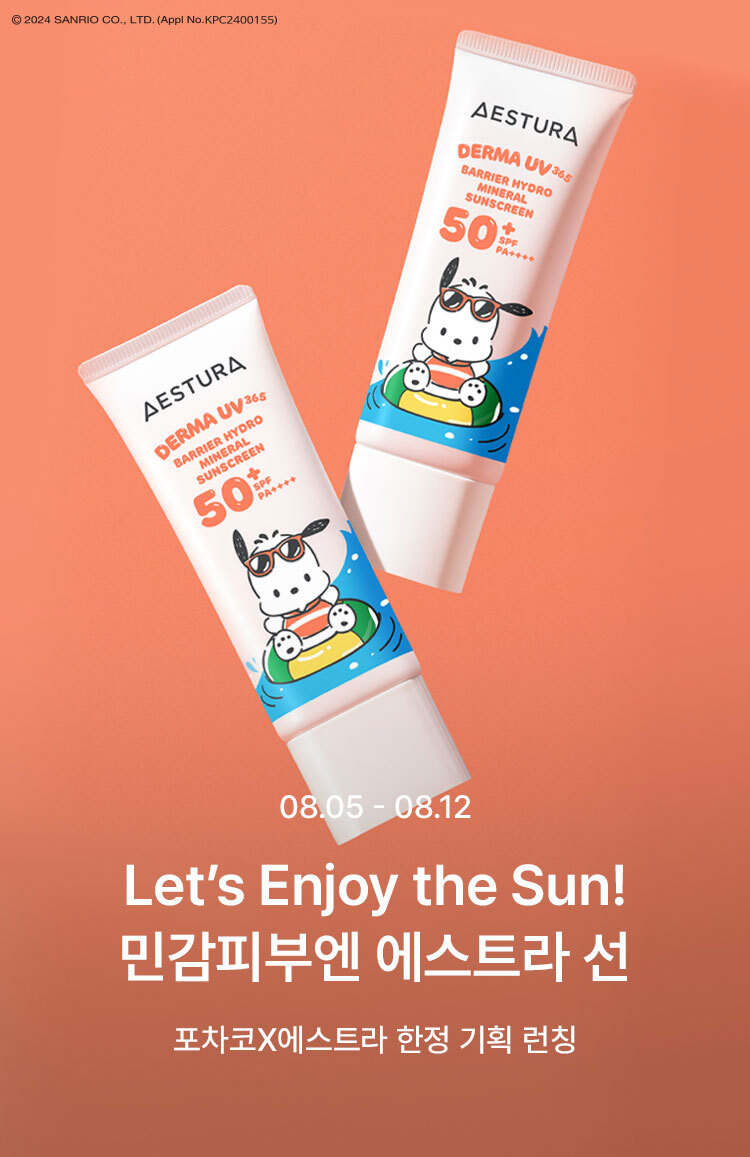 © 2024 SANRIO CO., LTD. (Appl No.KPC2400155)
AESTURA
DERMA UV 365
BARRIER HYDRO
MINERAL
SUNSCREEN
50+
SPF
PA++++
AESTURA
DERMA UV 365
BARRIER HYDRO
MINERAL
SUNSCREEN
50+
SPF
PA++++
08.05 - 08.12
Let's Enjoy the Sun!
민감피부엔 에스트라 선
포차코X에스트라 한정 기획 런칭